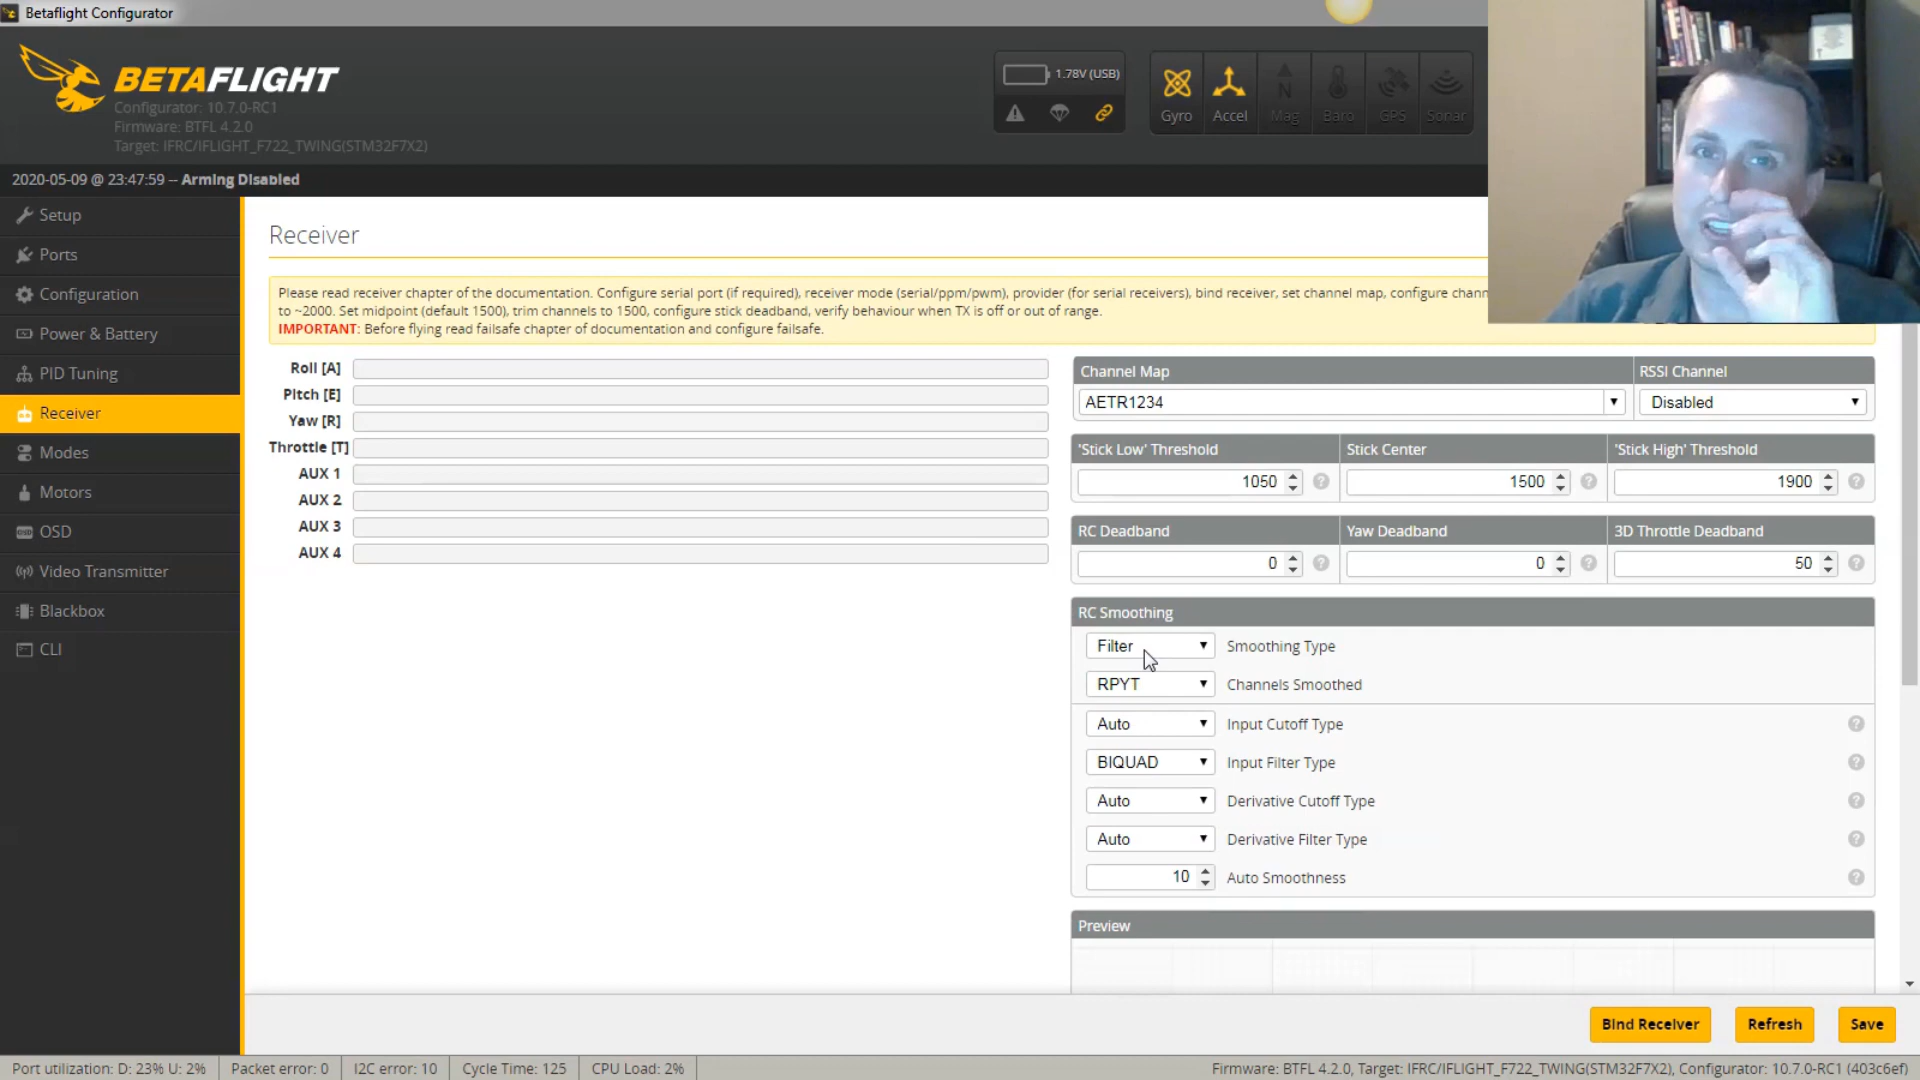 Betaflight Configurator
BETAFLIGHT
Configurator: 10.7.0-RC1
Firmware: BTFL 4.2.0
Target: IFRC/IFLIGHT_F722_TWING(STM32F7X2)
1.78V (USB)
Gyro Accel Mag Baro GPS Sonar
2020-05-09 @ 23:47:59 -- Arming Disabled
Setup
Ports
Configuration
Power & Battery
PID Tuning
Receiver
Modes
Motors
OSD
Video Transmitter
Blackbox
CLI
Receiver
Please read receiver chapter of the documentation. Configure serial port (if required), receiver mode (serial/ppm/pwm), provider (for serial receivers), bind receiver, set channel map, configure chann
to ~2000. Set midpoint (default 1500), trim channels to 1500, configure stick deadband, verify behaviour when TX is off or out of range.
IMPORTANT: Before flying read failsafe chapter of documentation and configure failsafe.
Roll [A]
Pitch [E]
Yaw [R]
Throttle [T]
AUX 1
AUX 2
AUX 3
AUX 4
Channel Map RSSI Channel
AETR1234 Disabled
'Stick Low' Threshold Stick Center 'Stick High' Threshold
1050 1500 1900
RC Deadband Yaw Deadband 3D Throttle Deadband
0 0 50
RC Smoothing
Filter Smoothing Type
RPYT Channels Smoothed
Auto Input Cutoff Type
BIQUAD Input Filter Type
Auto Derivative Cutoff Type
Auto Derivative Filter Type
10 Auto Smoothness
Preview
Bind Receiver Refresh Save
Port utilization: D: 23% U: 2% Packet error: 0 I2C error: 10 Cycle Time: 125 CPU Load: 2% Firmware: BTFL 4.2.0, Target: IFRC/IFLIGHT_F722_TWING(STM32F7X2), Configurator: 10.7.0-RC1 (403c6ef)